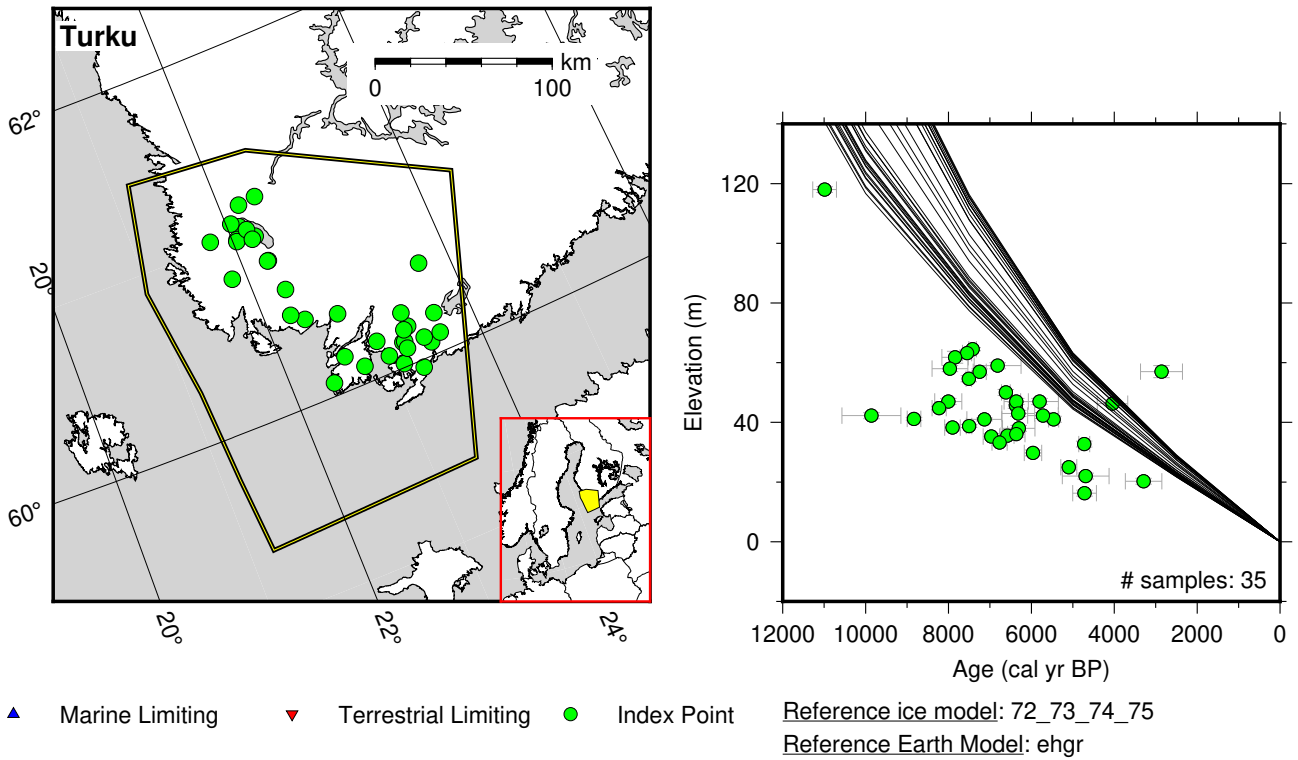 Turku
km
0 100
62°
20°
60°
20°
22°
24°
120
80
40
0
Elevation (m)
# samples: 35
12000 10000 8000 6000 4000 2000 0
Age (cal yr BP)
Marine Limiting Terrestrial Limiting Index Point
Reference ice model: 72_73_74_75
Reference Earth Model: ehgr